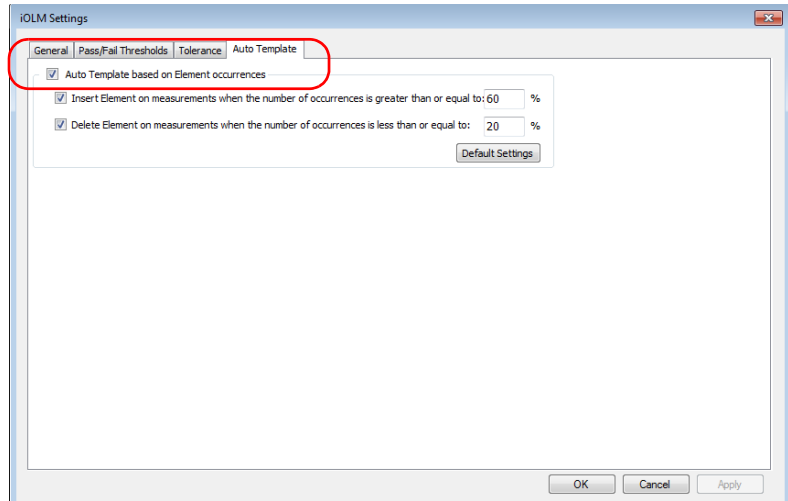 iOLM Settings
General Pass/Fail Thresholds Tolerance Auto Template
Auto Template based on Element occurrences
Insert Element on measurements when the number of occurrences is greater than or equal to: 60 %
Delete Element on measurements when the number of occurrences is less than or equal to: 20 %
Default Settings
OK Cancel Apply